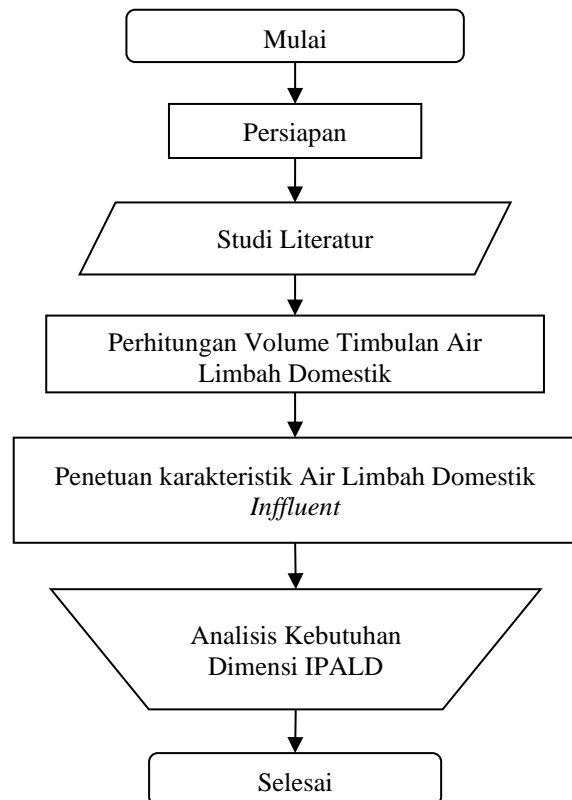 Mulai
Persiapan
Studi Literatur
Perhitungan Volume Timbulan Air
Limbah Domestik
Penetuan karakteristik Air Limbah Domestik
Inffluent
Analisis Kebutuhan
Dimensi IPALD
Selesai